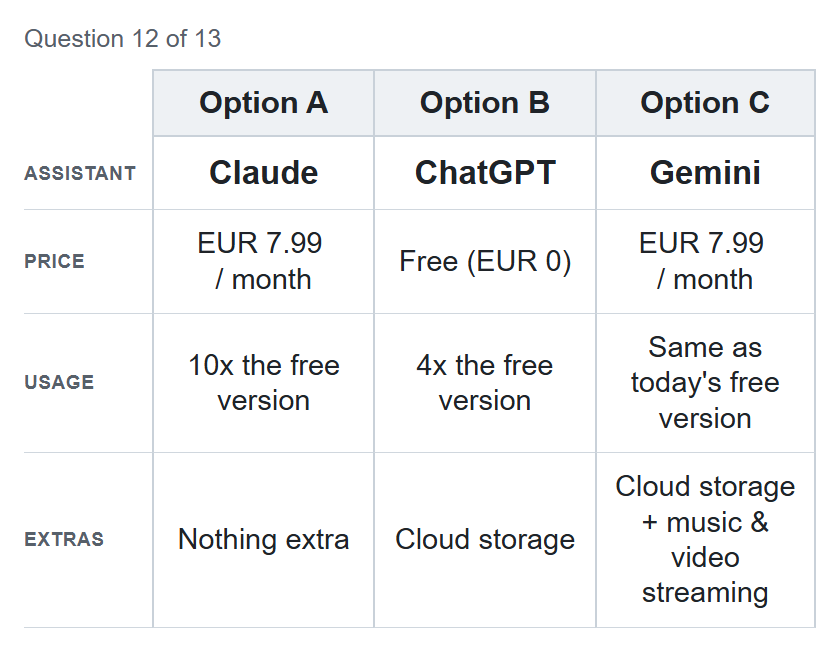 Question 12 of 13
Option A Option B Option C
ASSISTANT Claude ChatGPT Gemini
PRICE
EUR 7.99
/ month
Free (EUR 0)
EUR 7.99
/ month
USAGE
10x the free
version
4x the free
version
Same as
today's free
version
EXTRAS
Nothing extra
Cloud storage
Cloud storage
+ music &
video
streaming